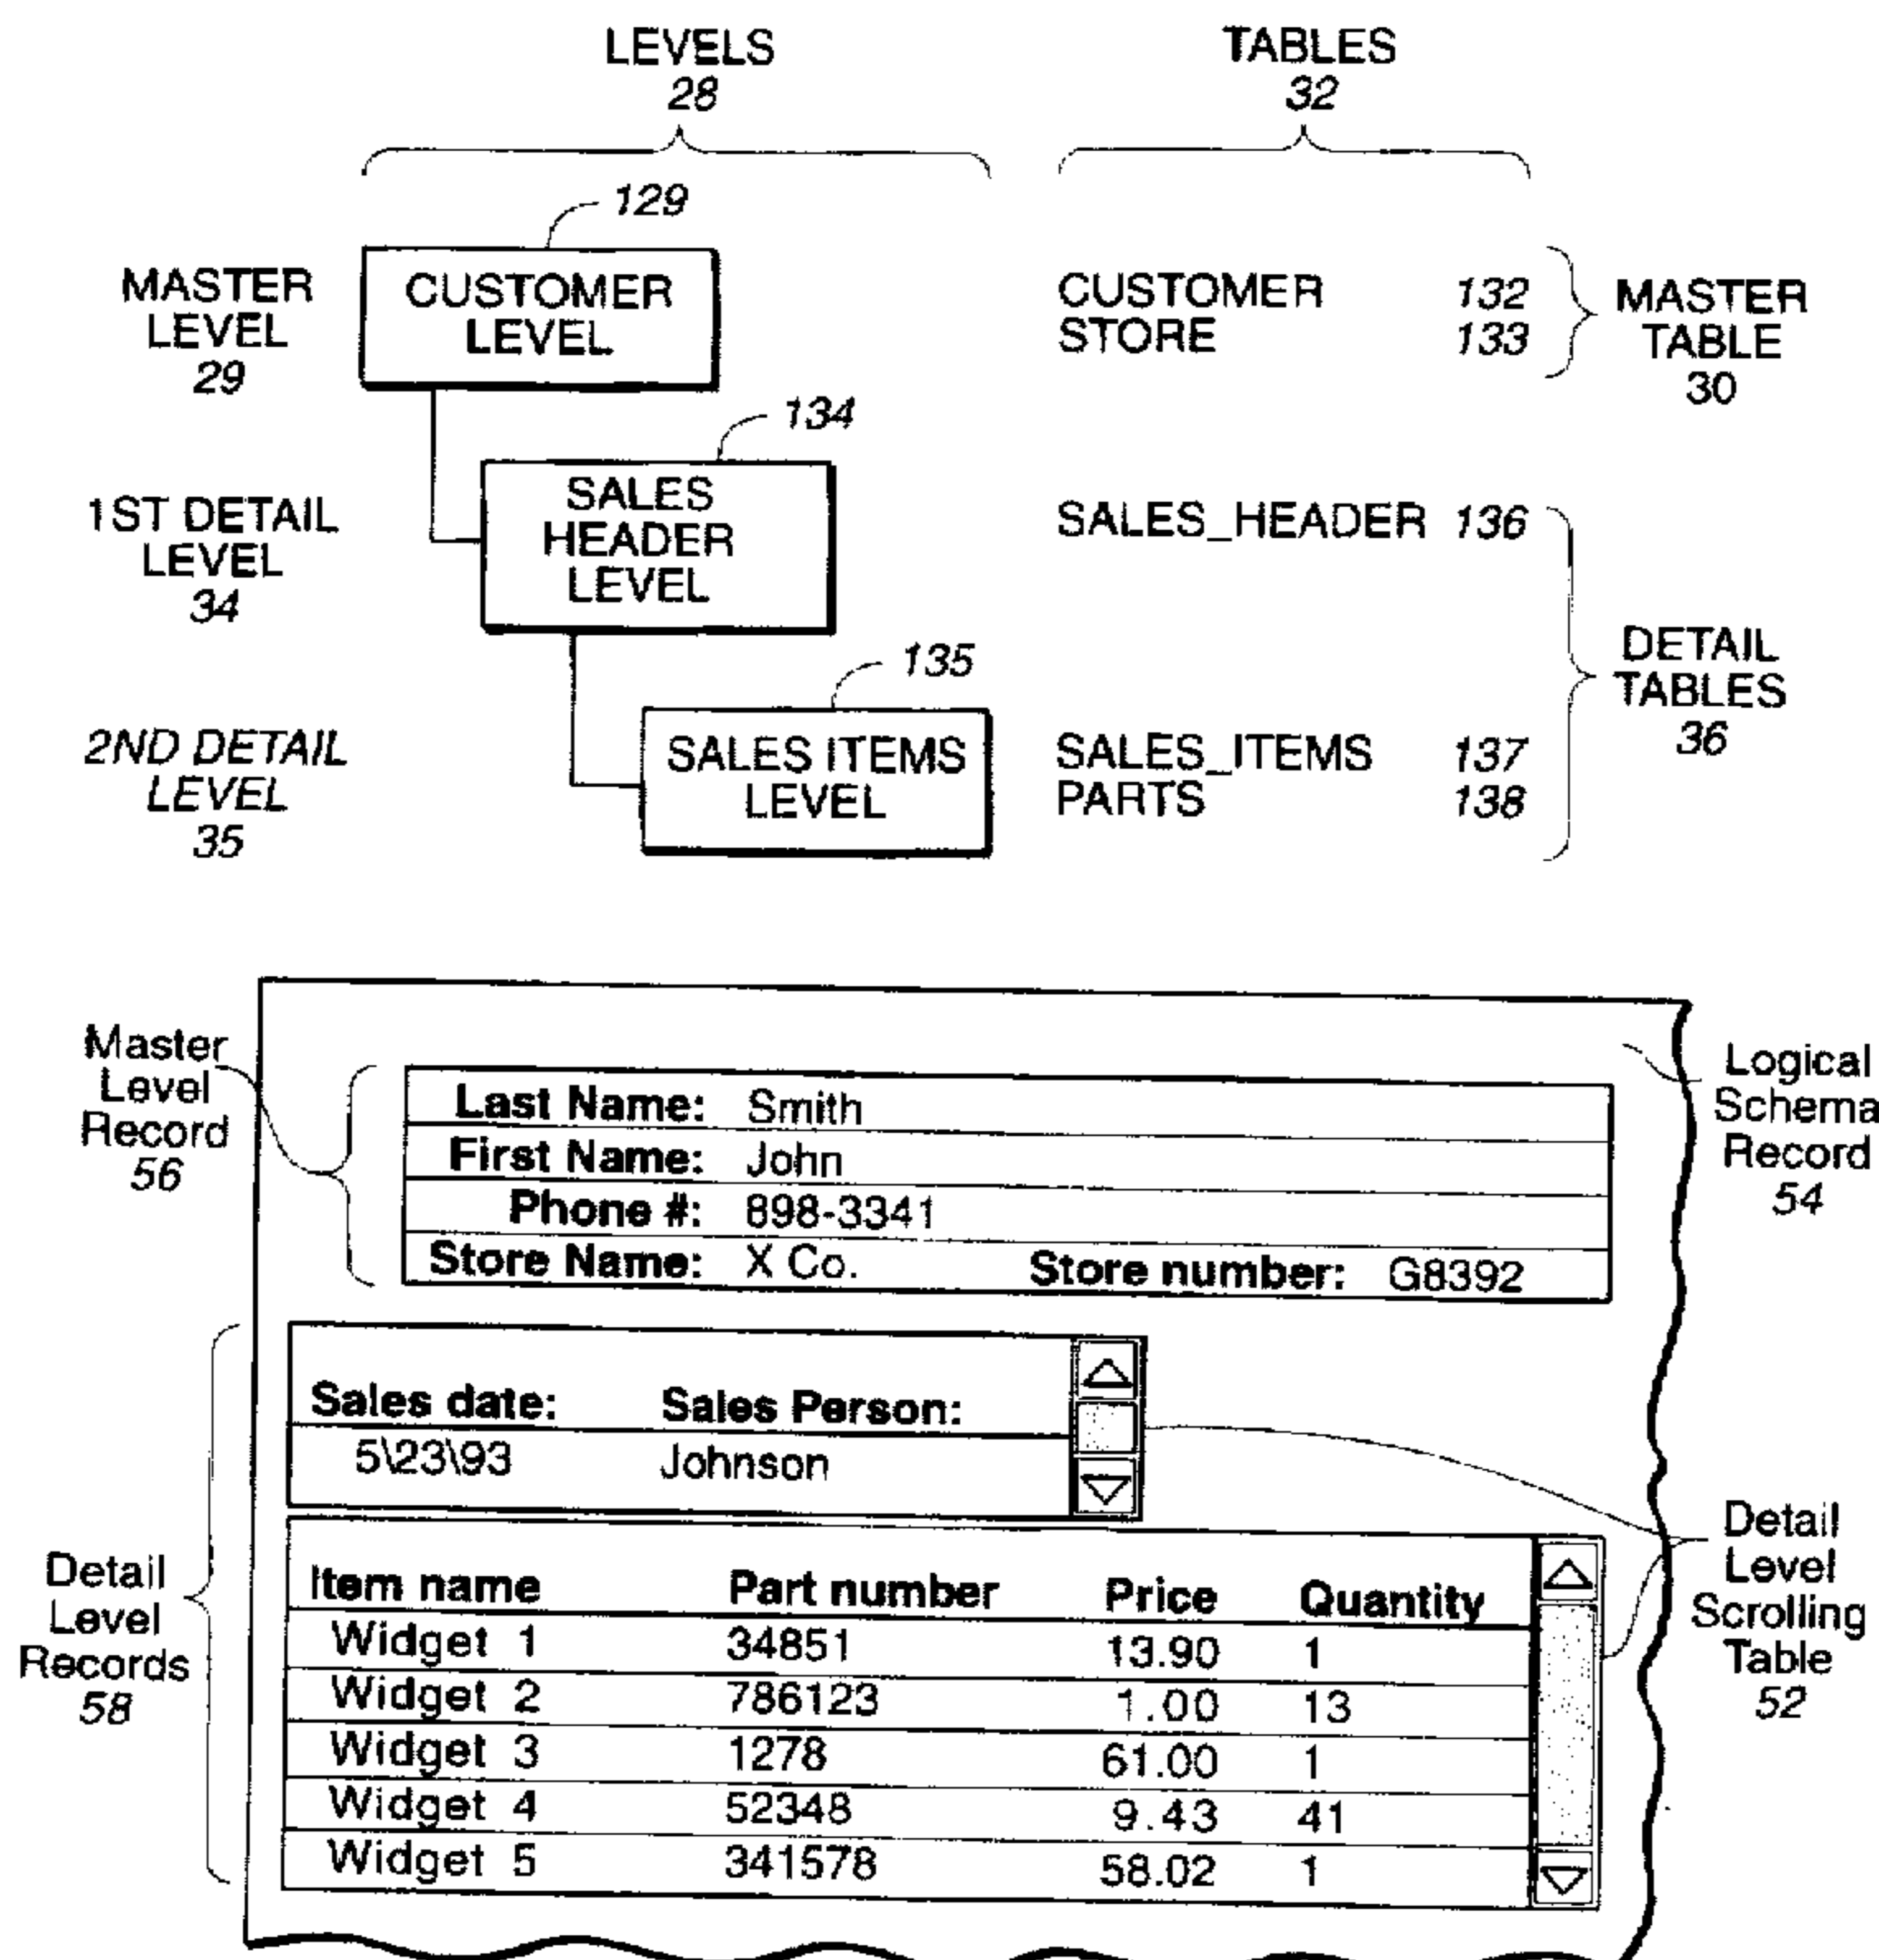 LEVELS
28
TABLES
32
129
MASTER
LEVEL
29
CUSTOMER
LEVEL
CUSTOMER 132
STORE 133
MASTER
TABLE
30
134
1ST DETAIL
LEVEL
34
SALES
HEADER
LEVEL
SALES_HEADER 136
DETAIL
TABLES
36
135
2ND DETAIL
LEVEL
35
SALES ITEMS
LEVEL
SALES_ITEMS 137
PARTS 138
Master
Level
Record
56
Last Name: Smith
First Name: John
Phone #: 898-3341
Store Name: X Co. Store number: G8392
Logical
Schema
Record
54
Sales date: Sales Person:
5\23\93 Johnson
Detail
Level
Records
58
Item name Part number Price Quantity
Widget 1 34851 13.90 1
Widget 2 786123 1.00 13
Widget 3 1278 61.00 1
Widget 4 52348 9.43 41
Widget 5 341578 58.02 1
Detail
Level
Scrolling
Table
52